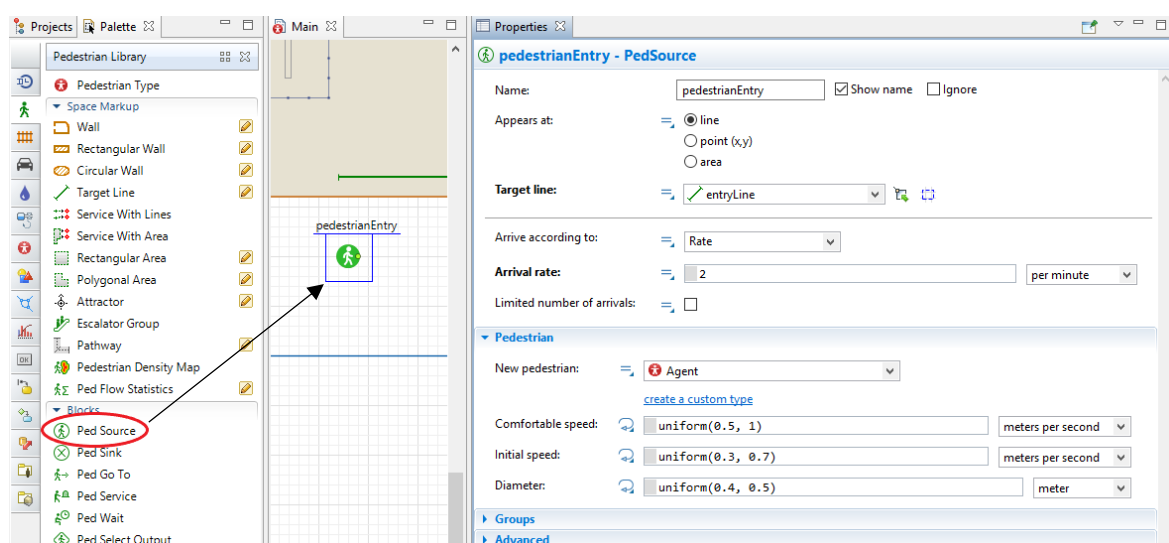 Projects Palette
Main
Properties
Pedestrian Library
pedestrianEntry - PedSource
Pedestrian Type
Space Markup
Wall
Rectangular Wall
Circular Wall
Target Line
Service With Lines
Service With Area
Rectangular Area
Polygonal Area
Attractor
Escalator Group
Pathway
Pedestrian Density Map
Ped Flow Statistics
Blocks
Ped Source
Ped Sink
Ped Go To
Ped Service
Ped Wait
Ped Select Output
OK
pedestrianEntry
Name: pedestrianEntry Show name Ignore
Appears at: line
point (x,y)
area
Target line: entryLine
Arrive according to: Rate
Arrival rate: 2 per minute
Limited number of arrivals:
Pedestrian
New pedestrian: Agent
create a custom type
Comfortable speed: uniform(0.5, 1) meters per second
Initial speed: uniform(0.3, 0.7) meters per second
Diameter: uniform(0.4, 0.5) meter
Groups
Advanced